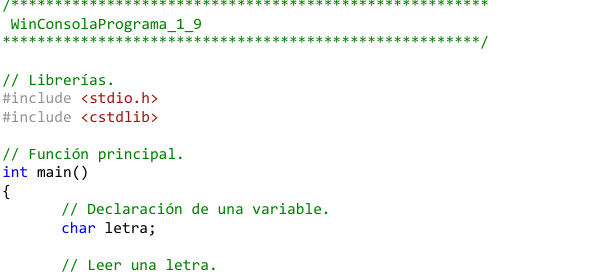 /*******************************************************
WinConsolaPrograma_1_9
*******************************************************/
// Librerías.
#include <stdio.h>
#include <cstdlib>
// Función principal.
int main()
{
// Declaración de una variable.
char letra;
// Leer una letra.